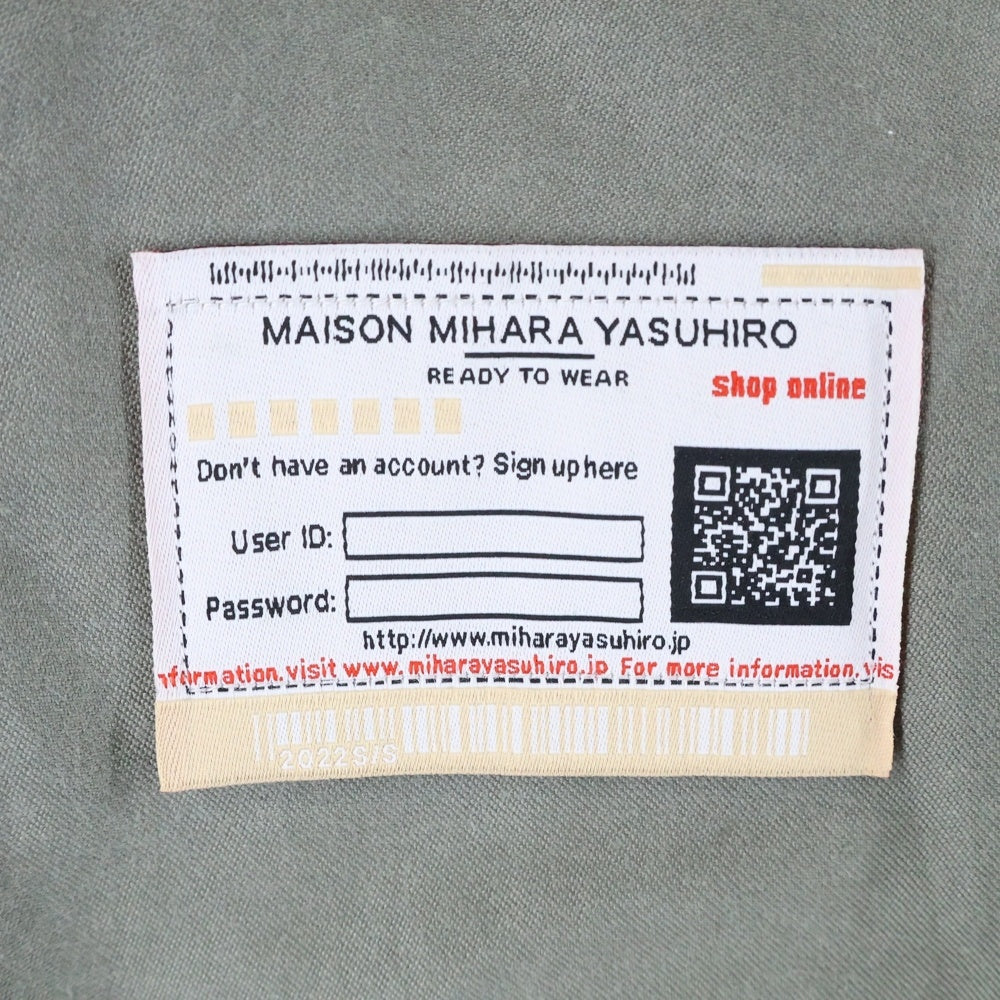 MAISON MIHARA YASUHIRO
READY TO WEAR
shop online
Don't have an account? Sign up here
User ID:
Password:
http://www.miharayasuhiro.jp
nformation, visit www.miharayasuhiro.jp For more information, vis
2022S/S